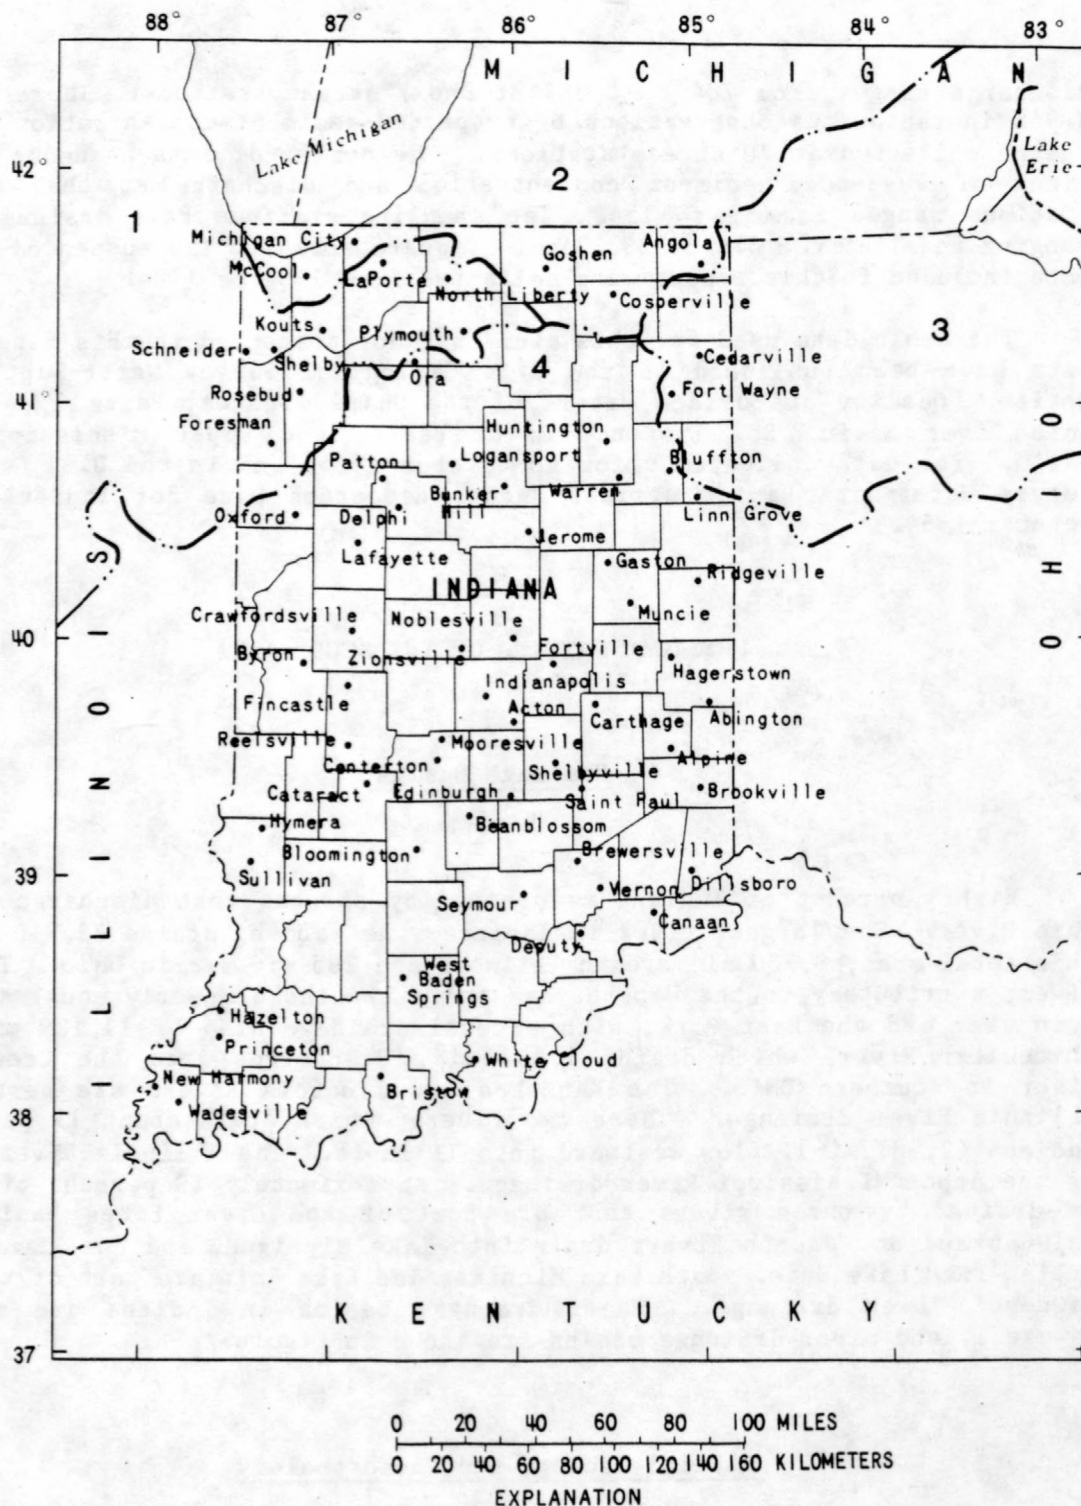 88° 87° 86° 85° 84° 83
MICHIGAN
Lake Michigan
Lake Erie
42°
1
2
Michigan City
Angola
McCool
LaPorte
Goshen
North Liberty
Cosperville
3
Kouts
Plymouth
Schneider
Shelby
Ora
4
Cedarville
41°
Rosebud
Fort Wayne
Foresman
Huntington
Patton
Logansport
Bluffton
Bunker Hill
Warren
Oxford
Delphi
Linn Grove
Jerome
Lafayette
Gaston
INDIANA
Ridgeville
Crawfordsville
Noblesville
Muncie
40°
Byron
Zionsville
Fortville
Hagerstown
Indianapolis
Fincastle
Acton
Carthage
Abington
Reelsville
Mooresville
Alpine
Centerton
Shelbyville
Cataract
Edinburgh
Saint Paul
Brookville
Hymera
Beanblossom
Bloomington
Brewersville
39°
Sullivan
Vernon
Dillsboro
Seymour
Canaan
Deputy
West
Baden
Springs
Hazelton
Princeton
White Cloud
New Harmony
Bristow
38°
Wadesville
ILLINOIS
OHIO
KENTUCKY
37°
0 20 40 60 80 100 MILES
0 20 40 60 80 100 120 140 160 KILOMETERS
EXPLANATION